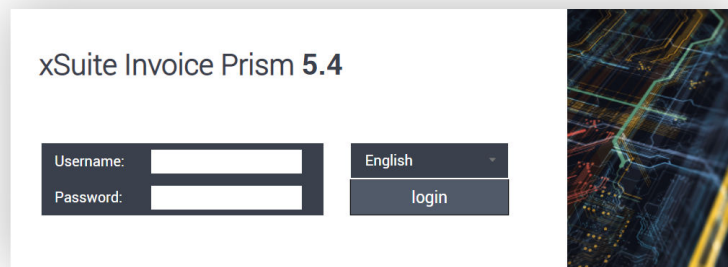 xSuite Invoice Prism 5.4
Username:
English
Password:
login